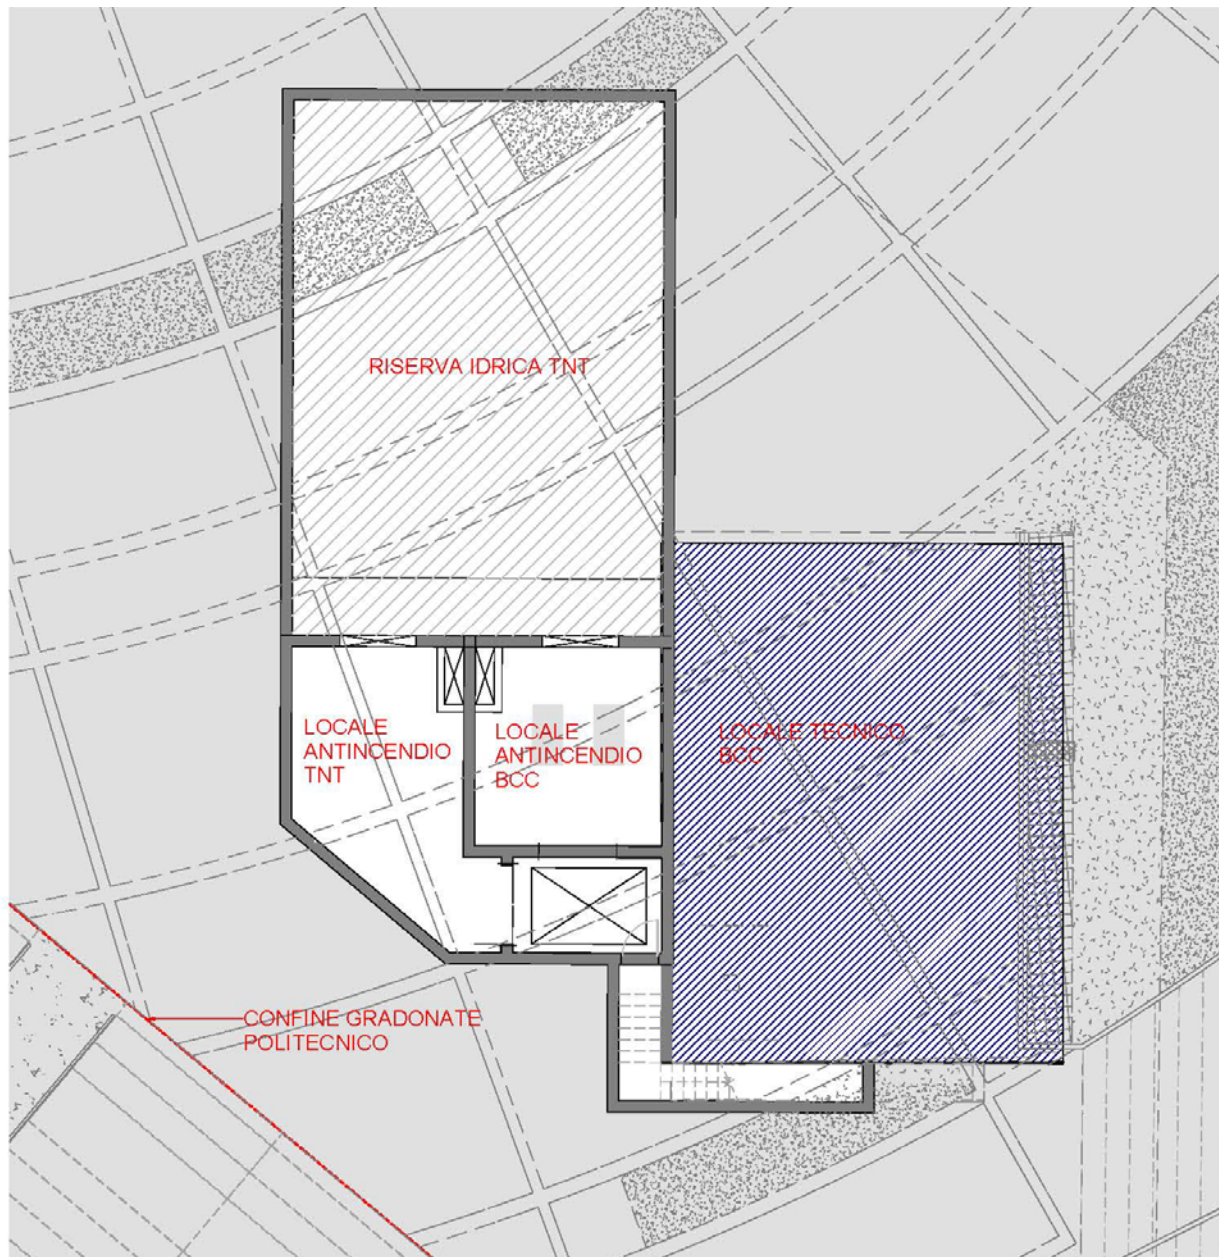 RISERVA IDRICA TNT
LOCALE
ANTINCENDIO
TNT
LOCALE
ANTINCENDIO
BCC
LOCALE TECNICO
BCC
CONFINE GRADONATE
POLITECNICO